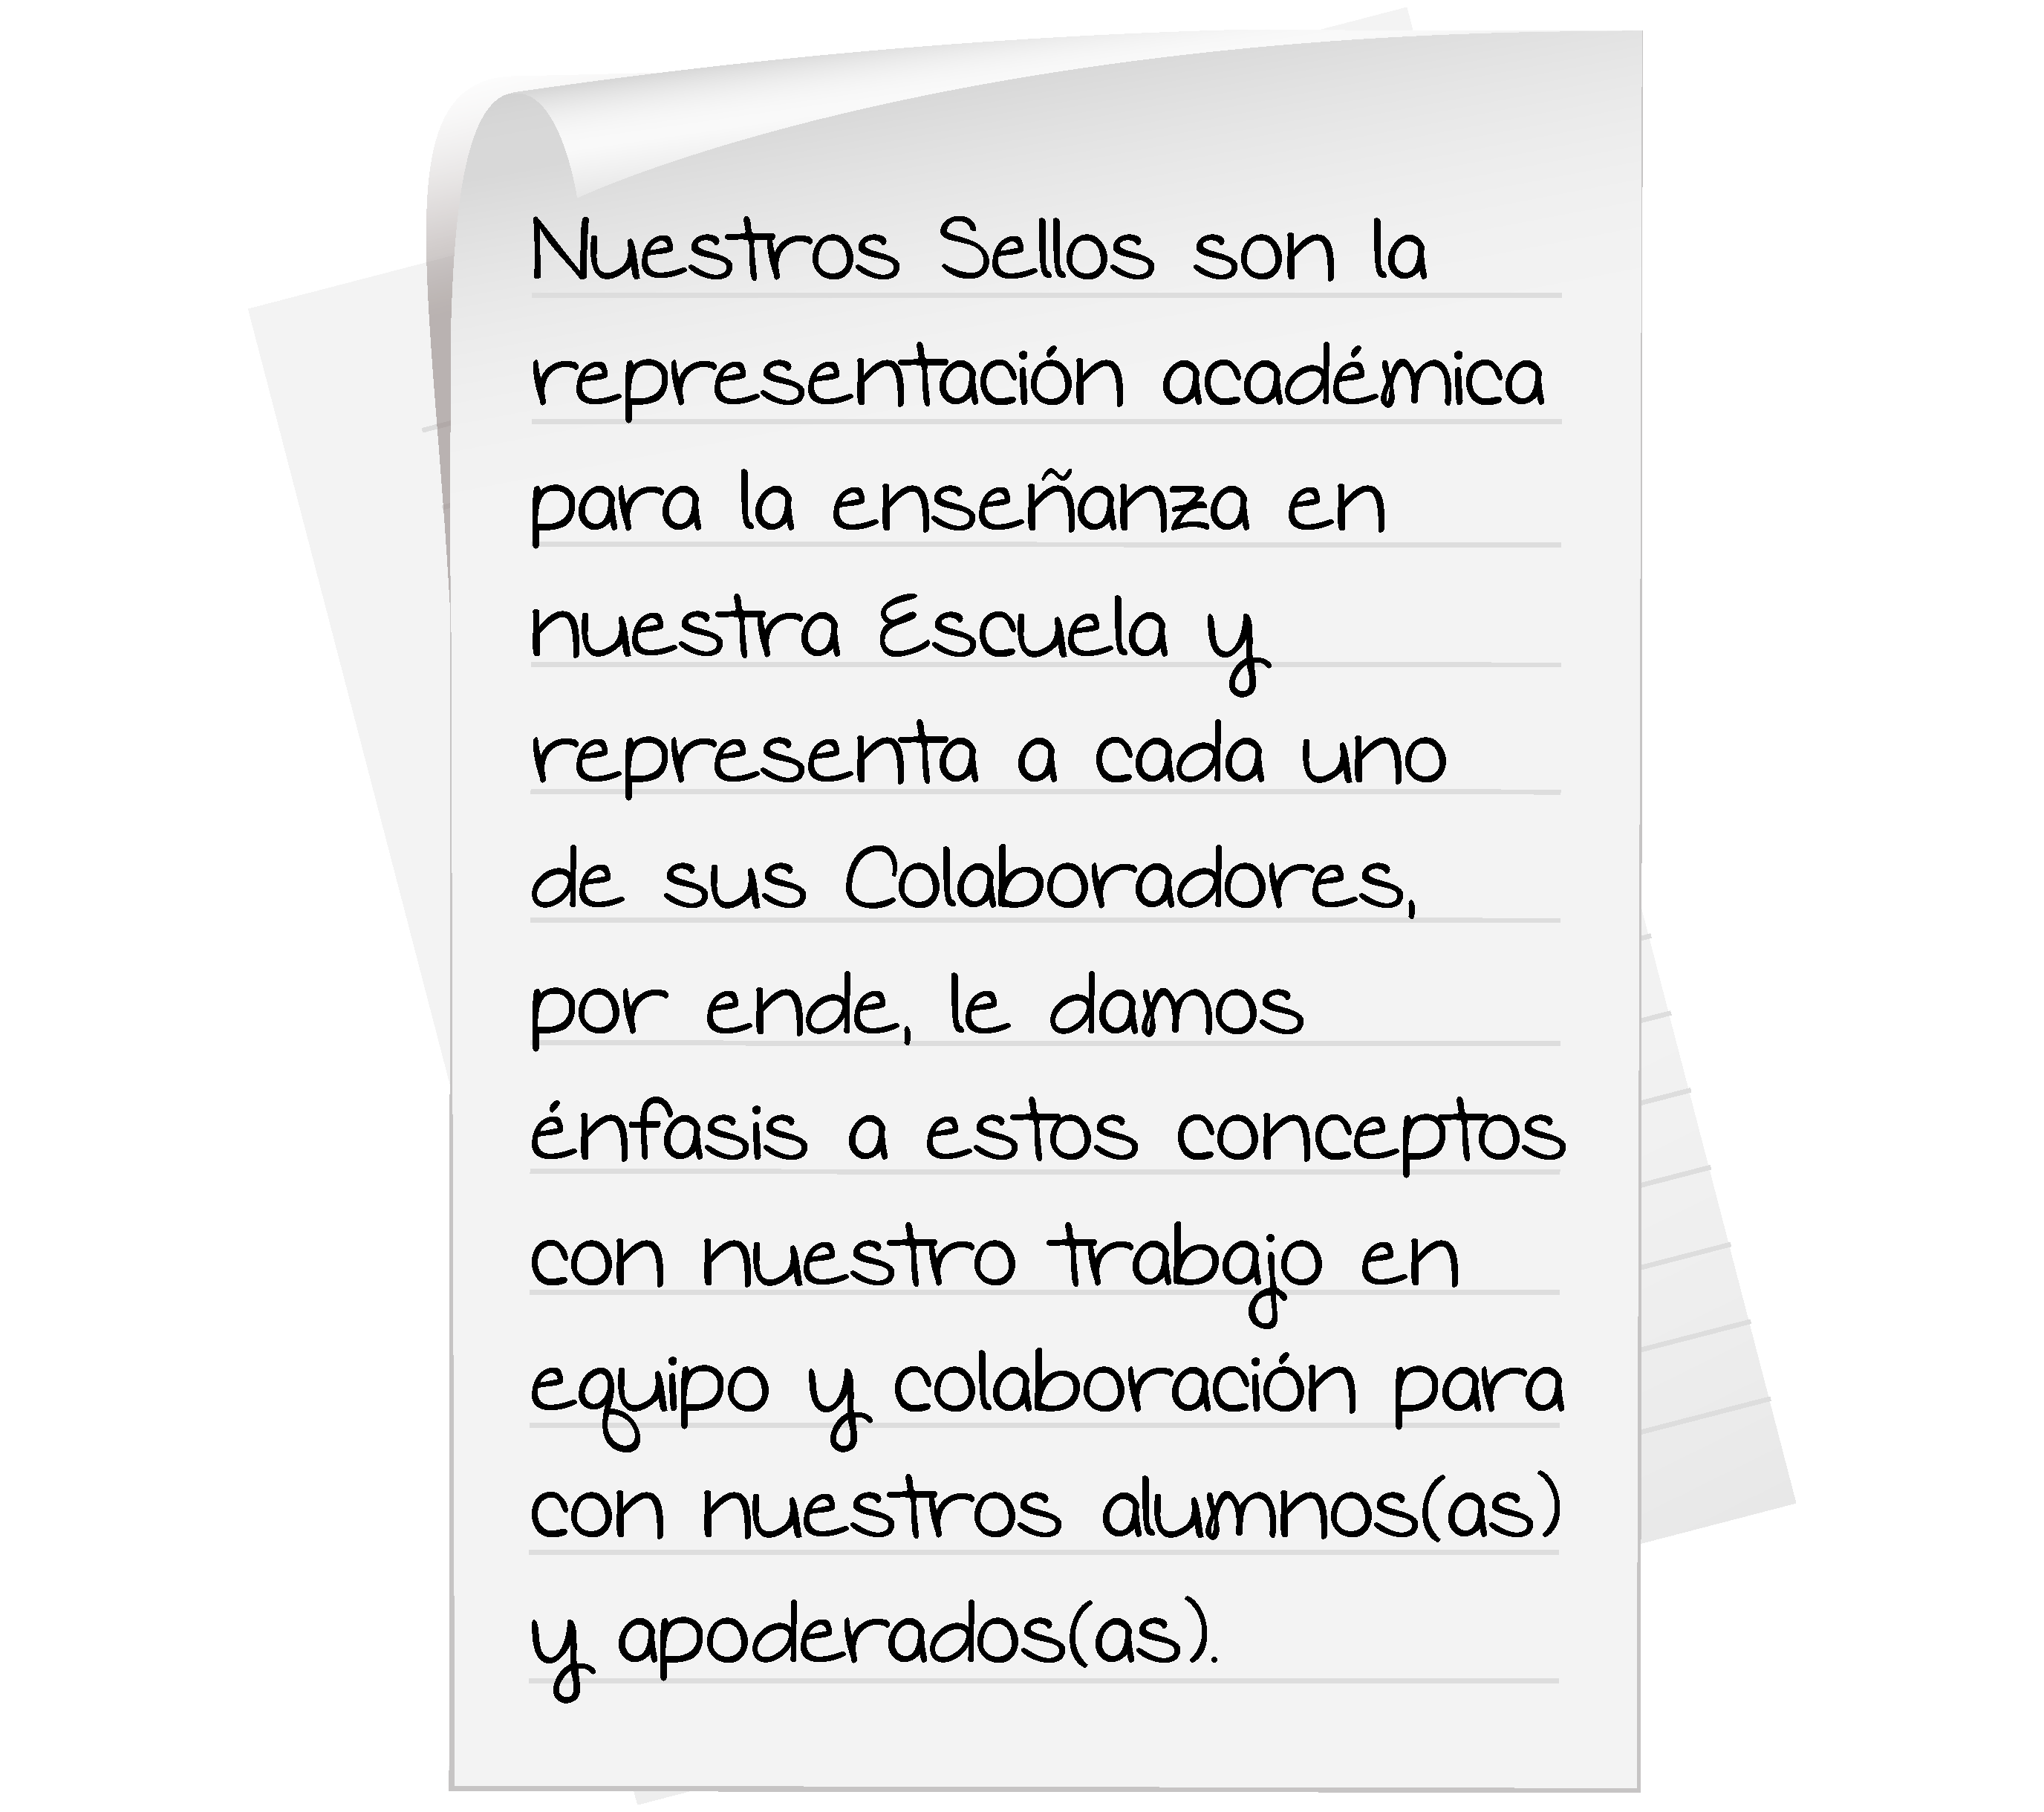 Nuestros Sellos son la
representación académica
para la enseñanza en
nuestra Escuela y
representa a cada uno
de sus Colaboradores,
por ende, le damos
énfasis a estos conceptos
con nuestro trabajo en
equipo y colaboración para
con nuestros alumnos(as)
y apoderados(as).